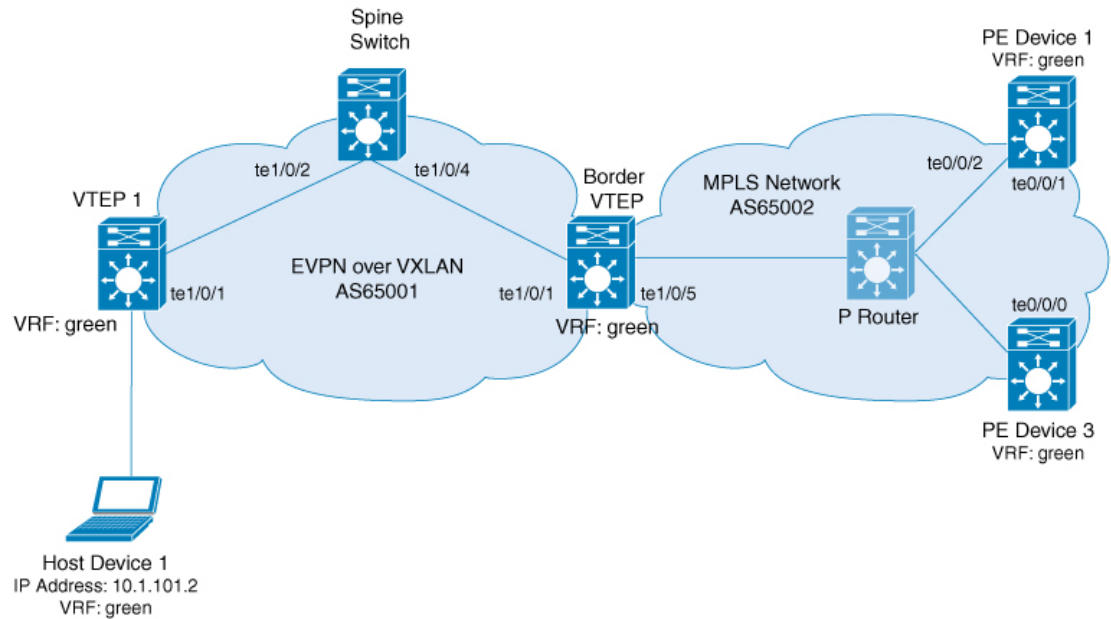 Spine
Switch
PE Device 1
VRF: green
te1/0/2
te1/0/4
Border
VTEP
MPLS Network
AS65002
te0/0/2
te0/0/1
VTEP 1
EVPN over VXLAN
AS65001
te1/0/1
te1/0/1
te1/0/5
VRF: green
VRF: green
P Router
te0/0/0
PE Device 3
VRF: green
Host Device 1
IP Address: 10.1.101.2
VRF: green